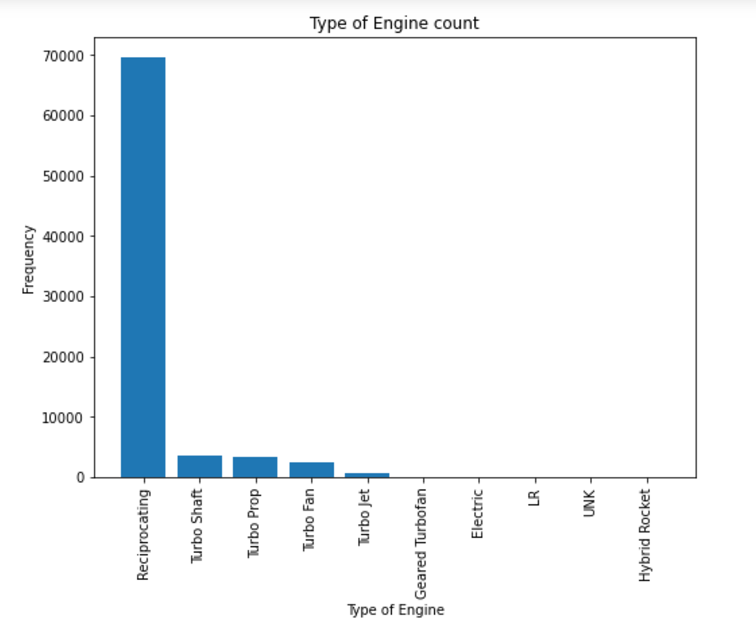 Type of Engine count
Frequency
70000
60000
50000
40000
30000
20000
10000
0
Reciprocating
Turbo Shaft
Turbo Prop
Turbo Fan
Turbo Jet
Geared Turbofan
Electric
LR
UNK
Hybrid Rocket
Type of Engine